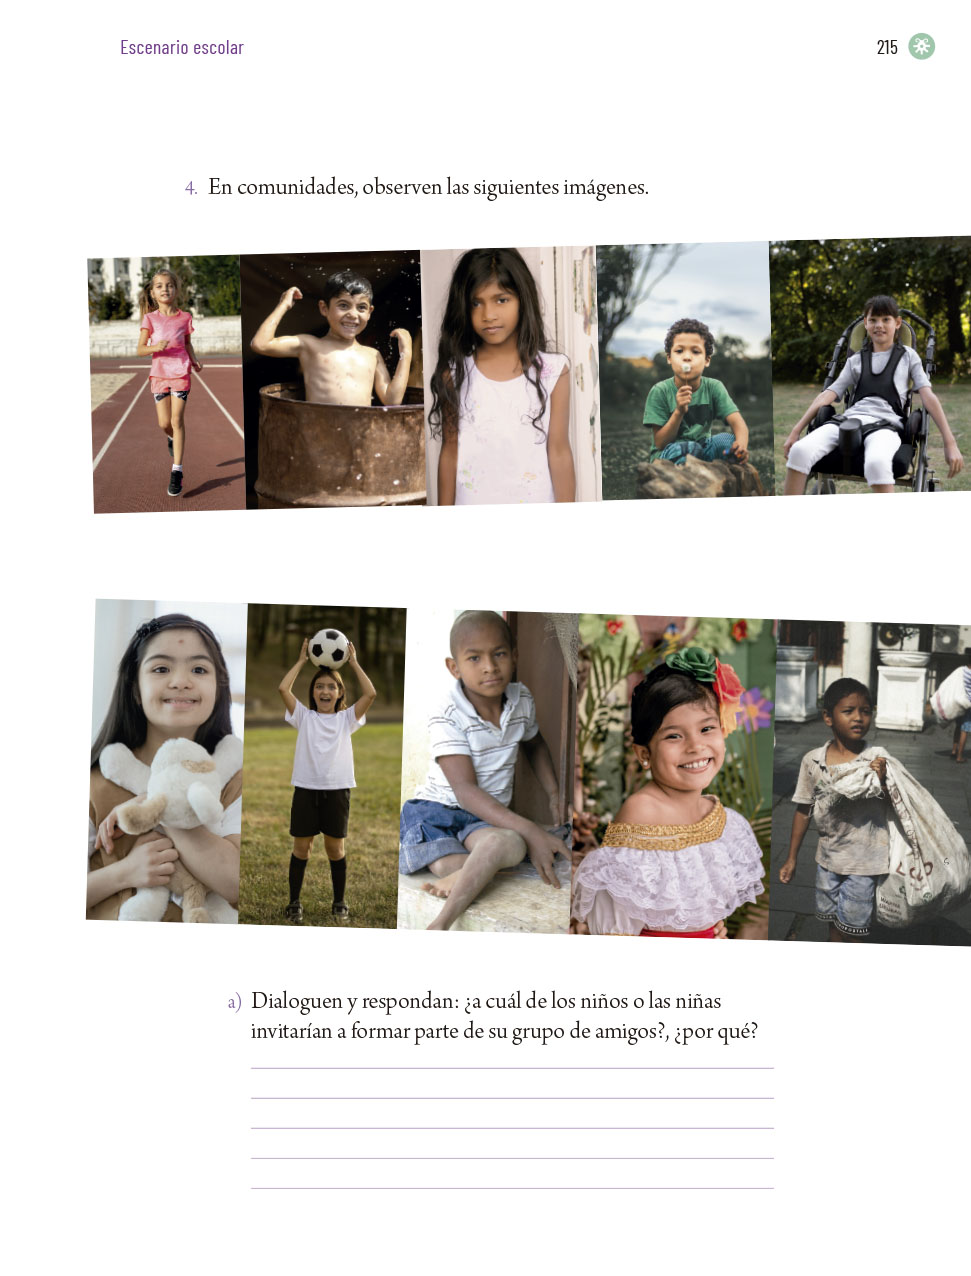 Escenario escolar
215
4. En comunidades, observen las siguientes imágenes.
a) Dialoguen y respondan: ¿a cuál de los niños o las niñas
invitarían a formar parte de su grupo de amigos?, ¿por qué?